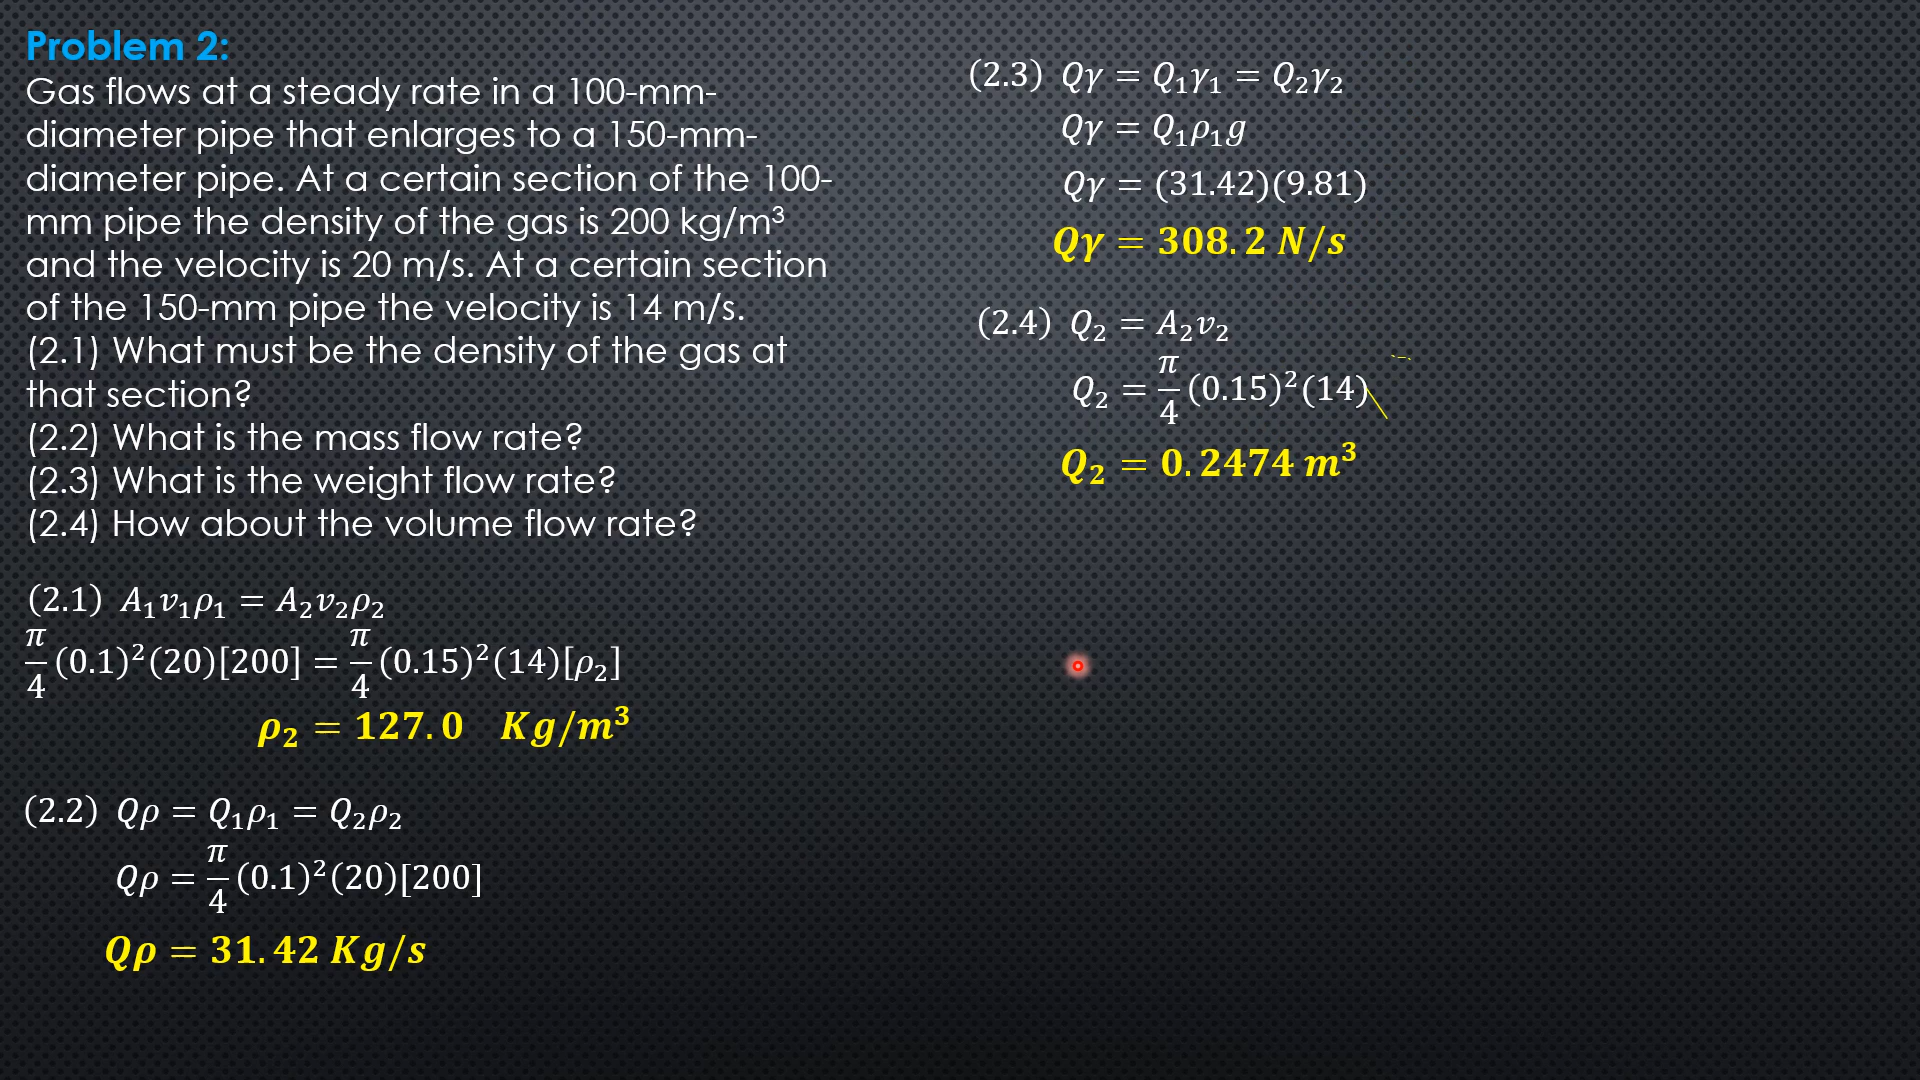 Problem 2:
Gas flows at a steady rate in a 100-mm-
diameter pipe that enlarges to a 150-mm-
diameter pipe. At a certain section of the 100-
mm pipe the density of the gas is 200 kg/m³
and the velocity is 20 m/s. At a certain section
of the 150-mm pipe the velocity is 14 m/s.
(2.1) What must be the density of the gas at
that section?
(2.2) What is the mass flow rate?
(2.3) What is the weight flow rate?
(2.4) How about the volume flow rate?
(2.1) A₁v₁ρ₁ = A₂v₂ρ₂
π/4 (0.1)²(20)[200] = π/4 (0.15)²(14)[ρ₂]
ρ₂ = 127.0 Kg/m³
(2.2) Qρ = Q₁ρ₁ = Q₂ρ₂
Qρ = π/4 (0.1)²(20)[200]
Qρ = 31.42 Kg/s
(2.3) Qγ = Q₁γ₁ = Q₂γ₂
Qγ = Q₁ρ₁g
Qγ = (31.42)(9.81)
Qγ = 308.2 N/s
(2.4) Q₂ = A₂v₂
Q₂ = π/4 (0.15)²(14)
Q₂ = 0.2474 m³